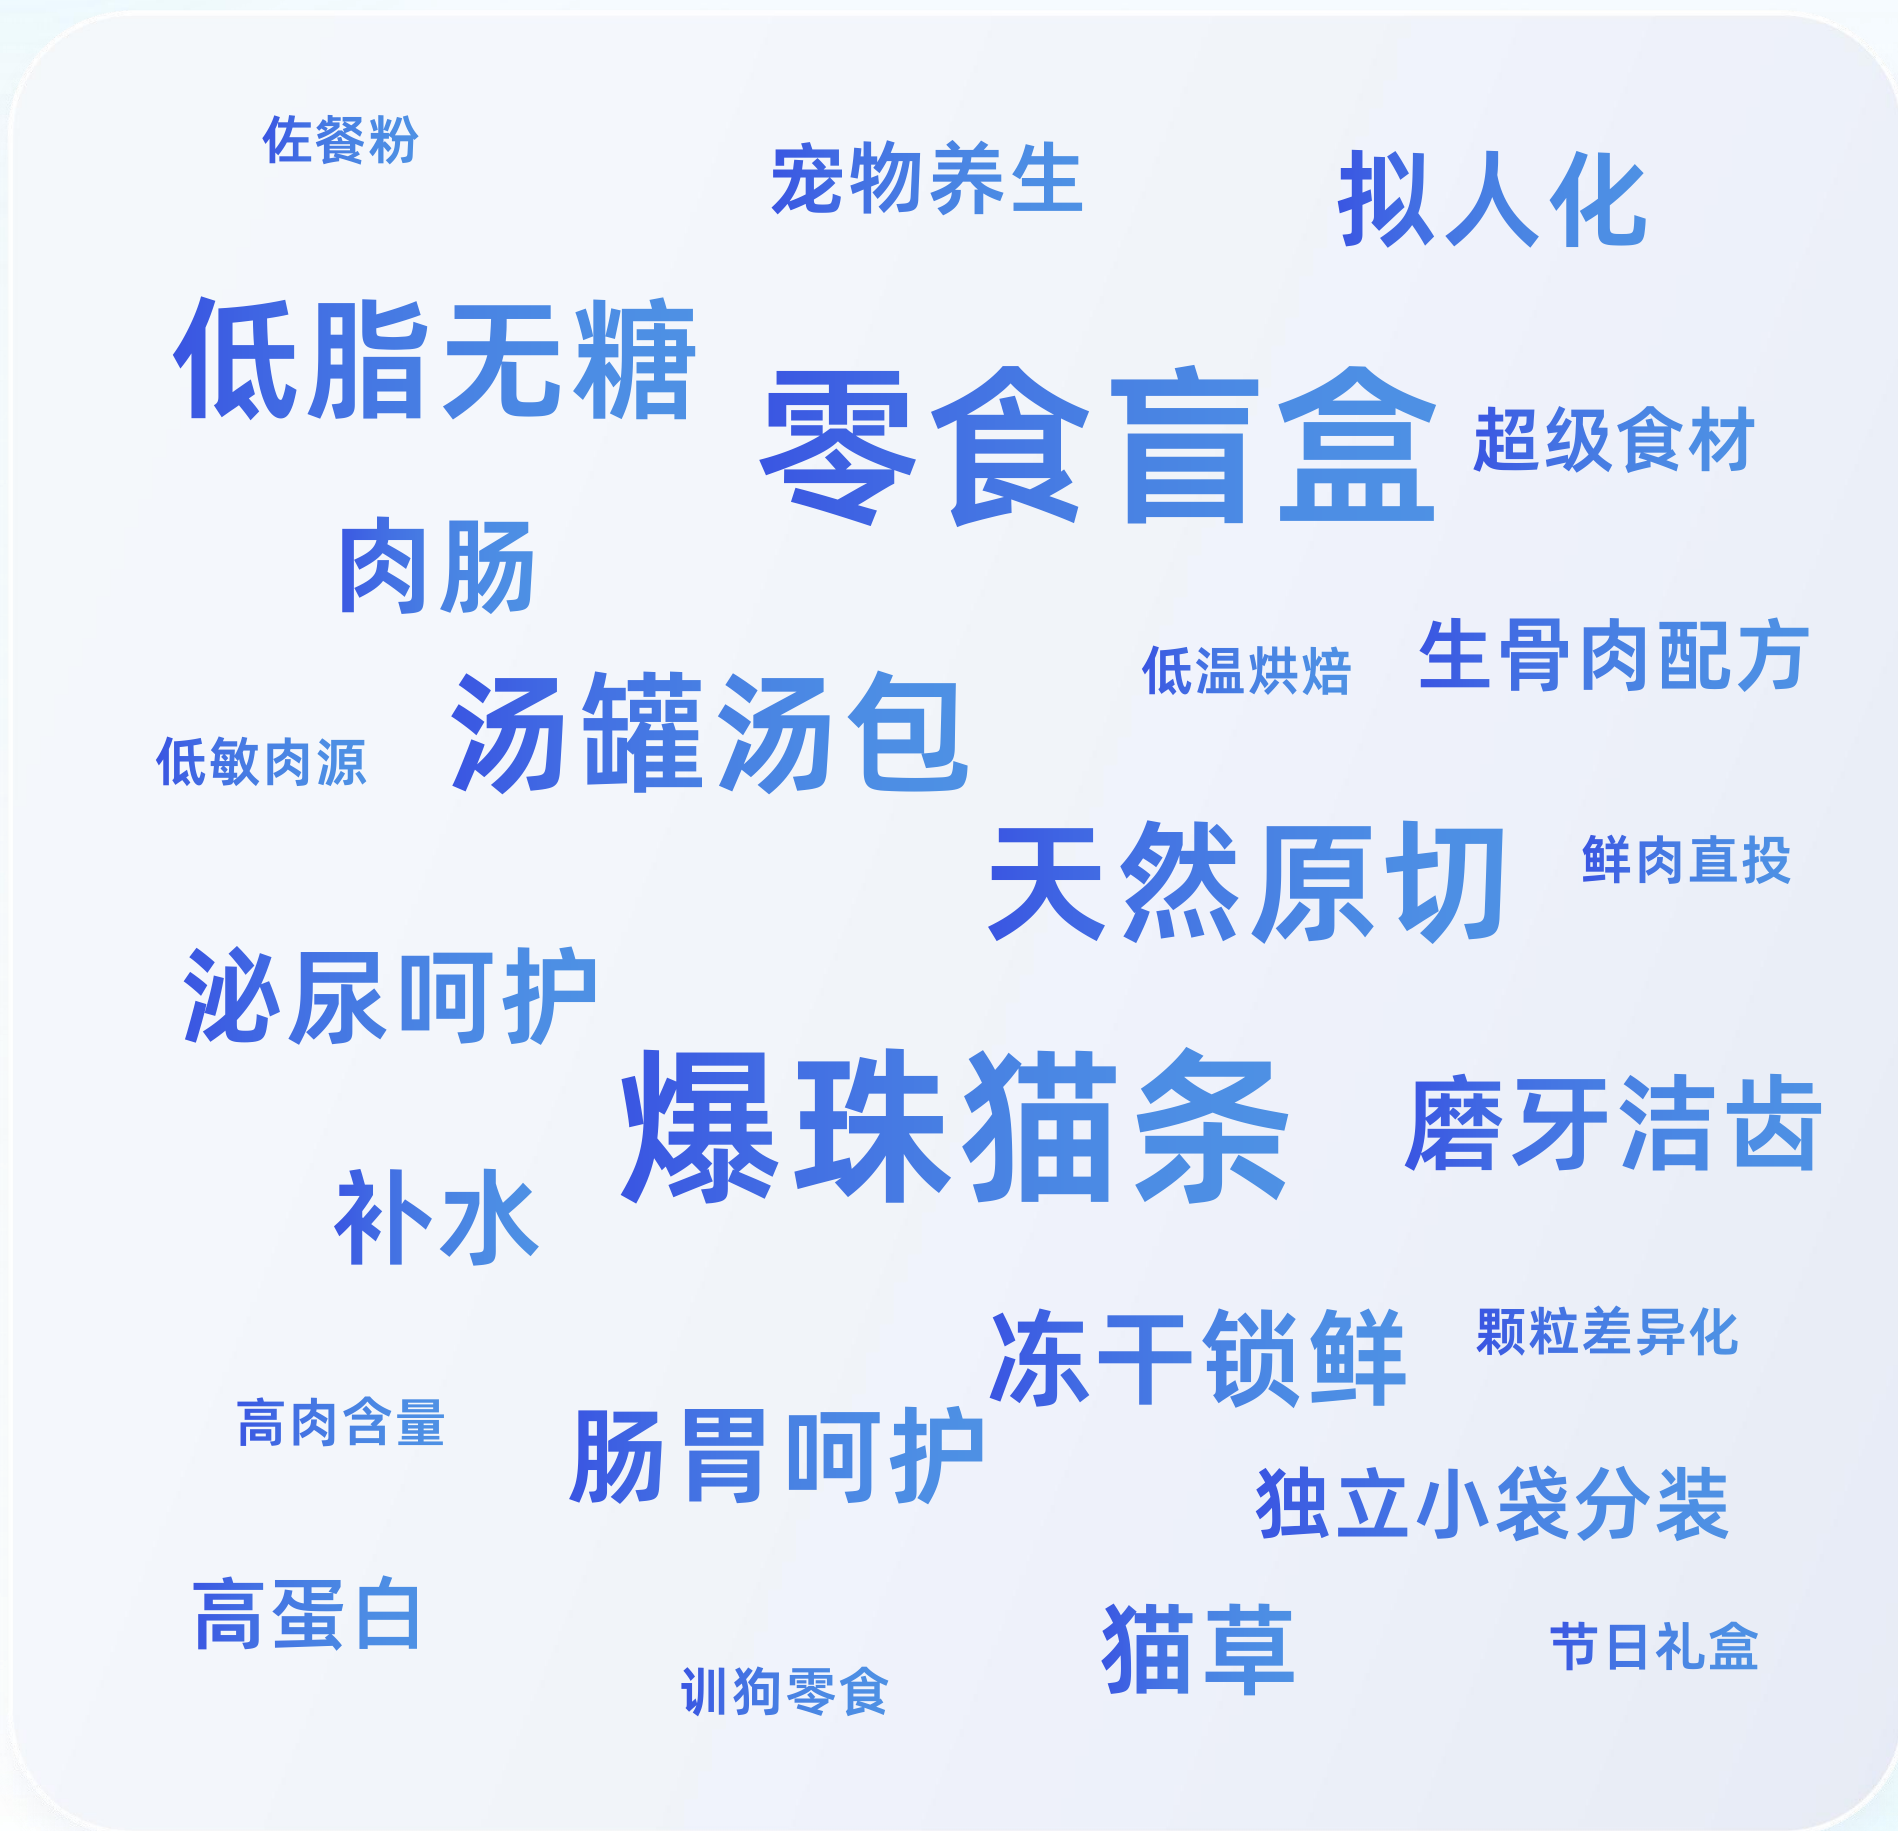 佐餐粉
宠物养生
拟人化
低脂无糖
零食盲盒
超级食材
肉肠
低温烘焙
生骨肉配方
汤罐汤包
低敏肉源
天然原切
鲜肉直投
泌尿呵护
爆珠猫条
磨牙洁齿
补水
冻干锁鲜
颗粒差异化
高肉含量
肠胃呵护
独立小袋分装
高蛋白
猫草
节日礼盒
训狗零食